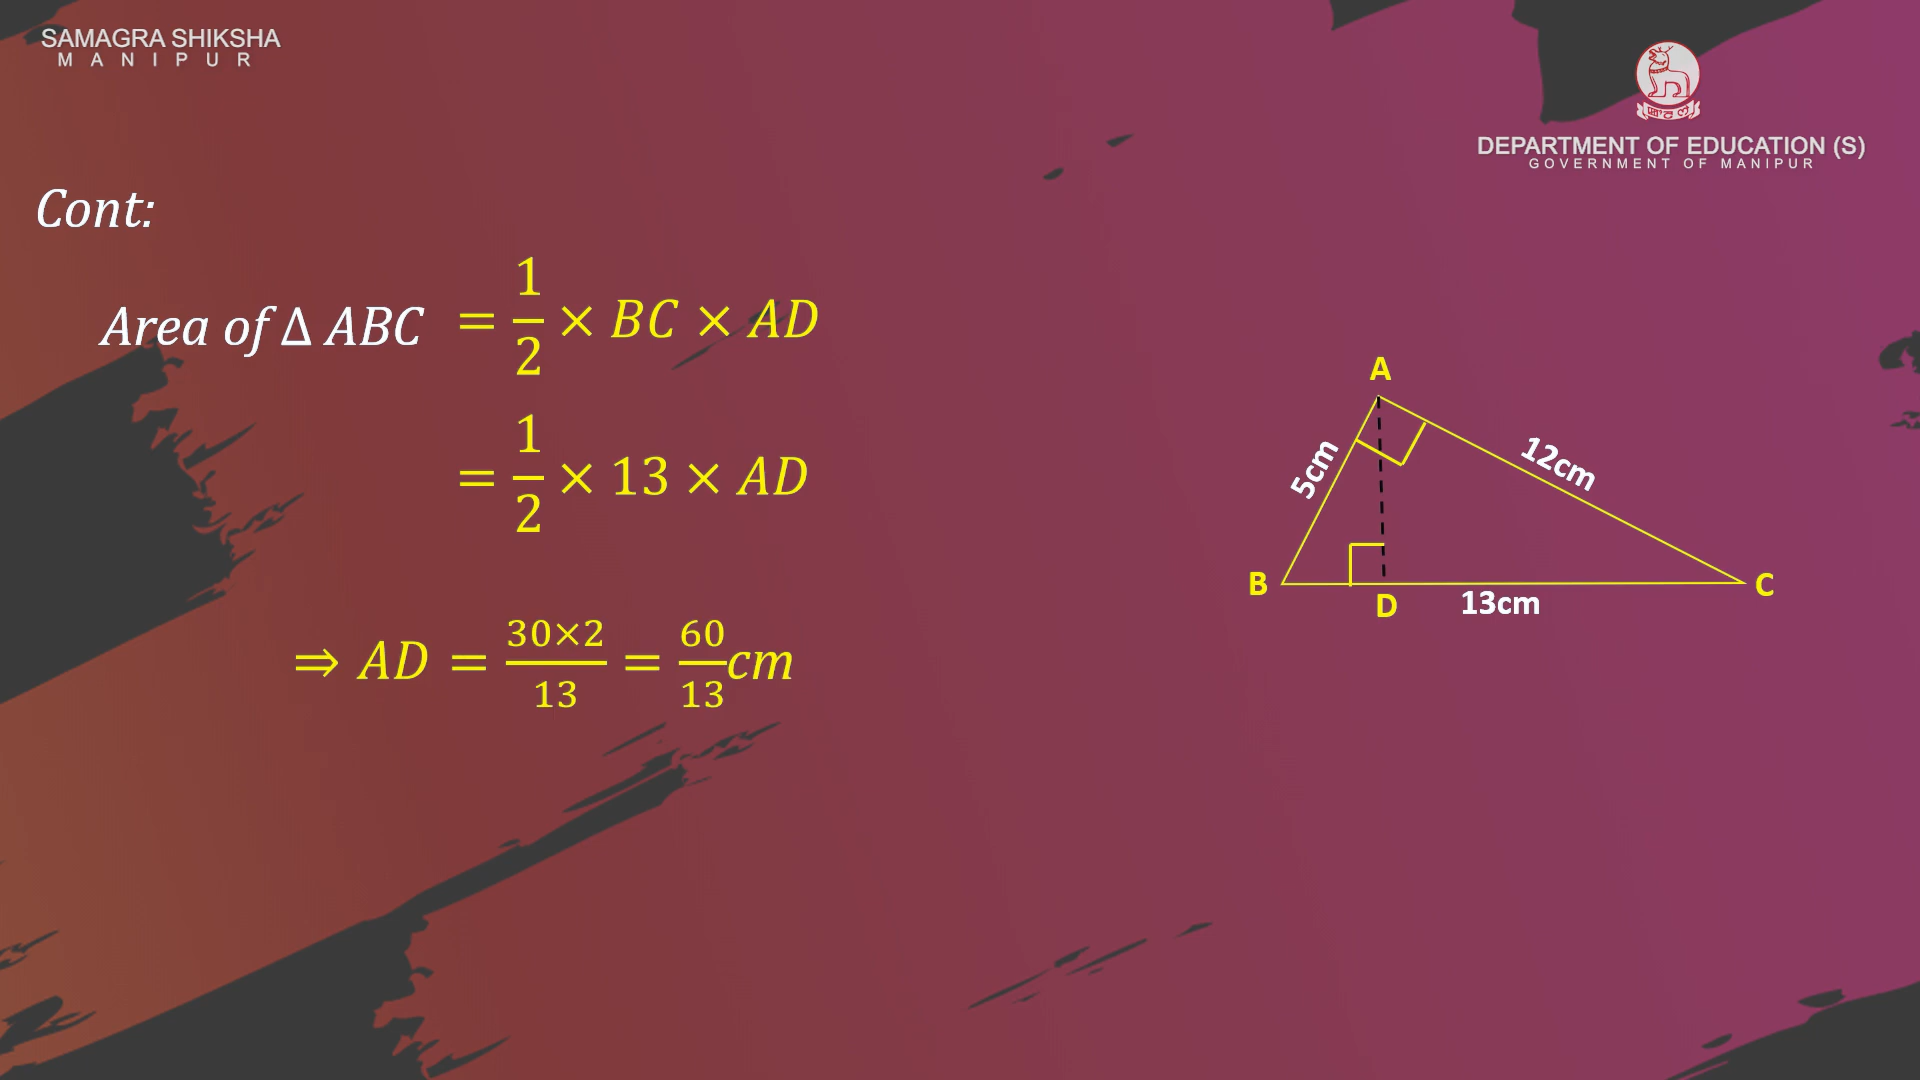 SAMAGRA SHIKSHA
MANIPUR
DEPARTMENT OF EDUCATION (S)
GOVERNMENT OF MANIPUR
Cont:
Area of Δ ABC = 1/2 × BC × AD
= 1/2 × 13 × AD
⇒ AD = 30×2/13 = 60/13 cm
A
5cm
12cm
B
D
13cm
C